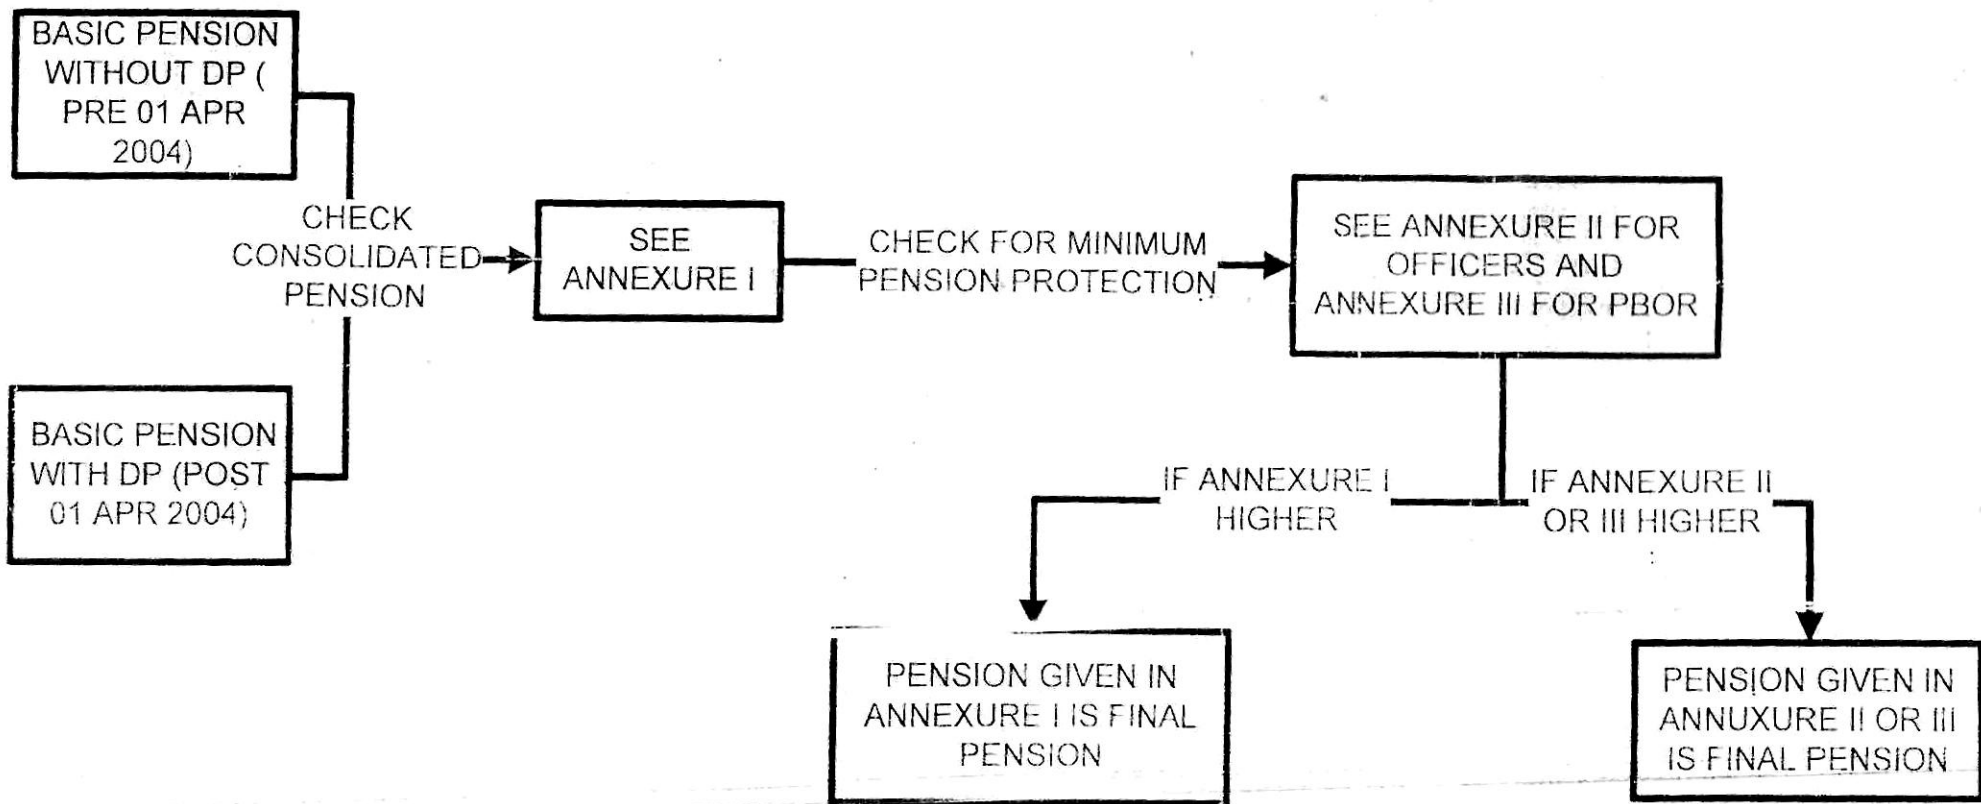 BASIC PENSION
WITHOUT DP (
PRE 01 APR
2004)
CHECK
CONSOLIDATED
PENSION
BASIC PENSION
WITH DP (POST
01 APR 2004)
SEE
ANNEXURE I
CHECK FOR MINIMUM
PENSION PROTECTION
SEE ANNEXURE II FOR
OFFICERS AND
ANNEXURE III FOR PBOR
IF ANNEXURE I
HIGHER
IF ANNEXURE II
OR III HIGHER
PENSION GIVEN IN
ANNEXURE I IS FINAL
PENSION
PENSION GIVEN IN
ANNUXURE II OR III
IS FINAL PENSION